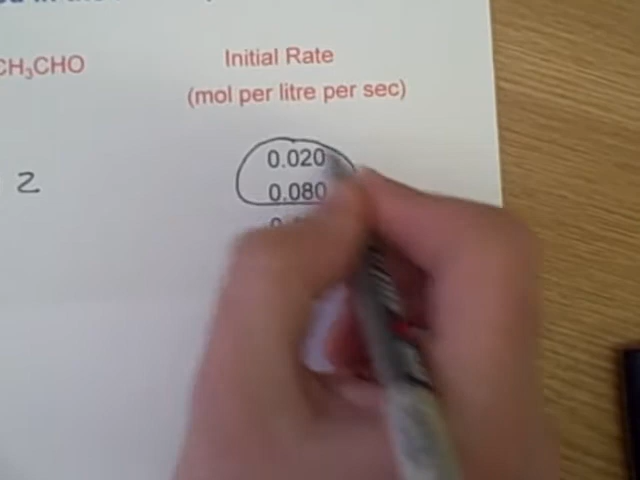 CH₃CHO
Initial Rate
(mol per litre per sec)
0.020
2
0.080